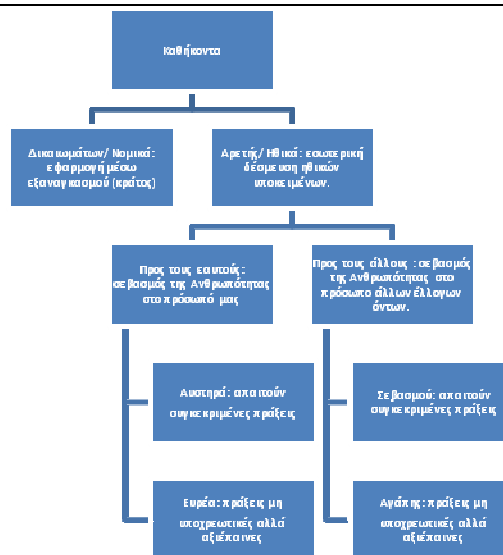 Καθήκοντα
Δικαιωμάτων/ Νομικά:
εφαρμογή μέσω
εξαναγκασμού (κράτος)
Αρετής/ Ηθικά: εσωτερική
δέσμευση ηθικών
υποκειμένων.
Προς τους εαυτούς:
σεβασμός της Ανθρωπότητας
στο πρόσωπό μας
Προς τους άλλους : σεβασμός
της Ανθρωπότητας στο
πρόσωπο άλλων έλλογων
όντων.
Αυστηρά: απαιτούν
συγκεκριμένες πράξεις
Σεβασμού: απαιτούν
συγκεκριμένες πράξεις
Ευρέα: πράξεις μη
υποχρεωτικές αλλά
αξιέπαινες
Αγάπης: πράξεις μη
υποχρεωτικές αλλά
αξιέπαινες